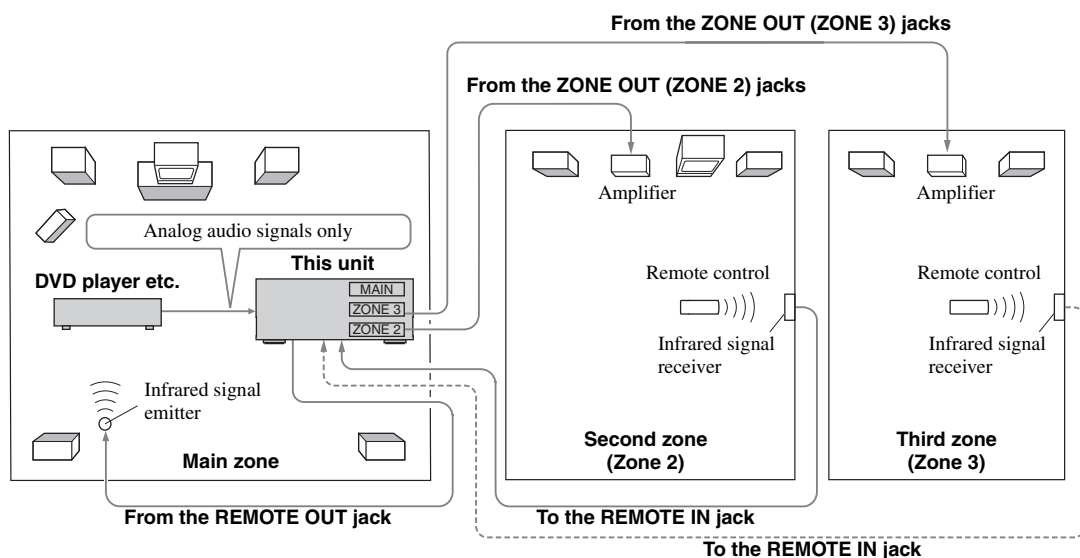 From the ZONE OUT (ZONE 3) jacks
From the ZONE OUT (ZONE 2) jacks
Amplifier
Amplifier
Analog audio signals only
This unit
DVD player etc.
MAIN
ZONE 3
ZONE 2
Remote control
Remote control
Infrared signal
receiver
Infrared signal
receiver
Infrared signal
emitter
Main zone
Second zone
(Zone 2)
Third zone
(Zone 3)
From the REMOTE OUT jack
To the REMOTE IN jack
To the REMOTE IN jack